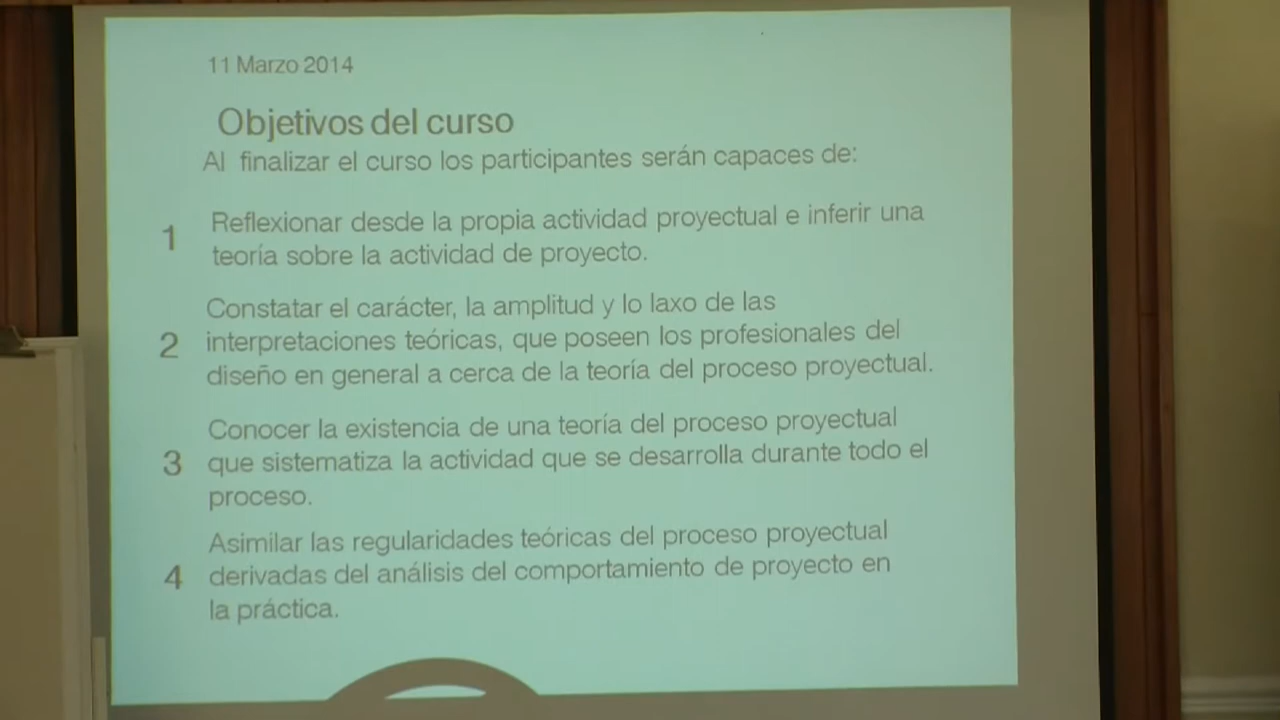 11 Marzo 2014
Objetivos del curso
Al finalizar el curso los participantes serán capaces de:
1 Reflexionar desde la propia actividad proyectual e inferir una
teoría sobre la actividad de proyecto.
Constatar el carácter, la amplitud y lo laxo de las
2 interpretaciones teóricas, que poseen los profesionales del
diseño en general a cerca de la teoría del proceso proyectual.
Conocer la existencia de una teoría del proceso proyectual
3 que sistematiza la actividad que se desarrolla durante todo el
proceso.
Asimilar las regularidades teóricas del proceso proyectual
4 derivadas del análisis del comportamiento de proyecto en
la práctica.